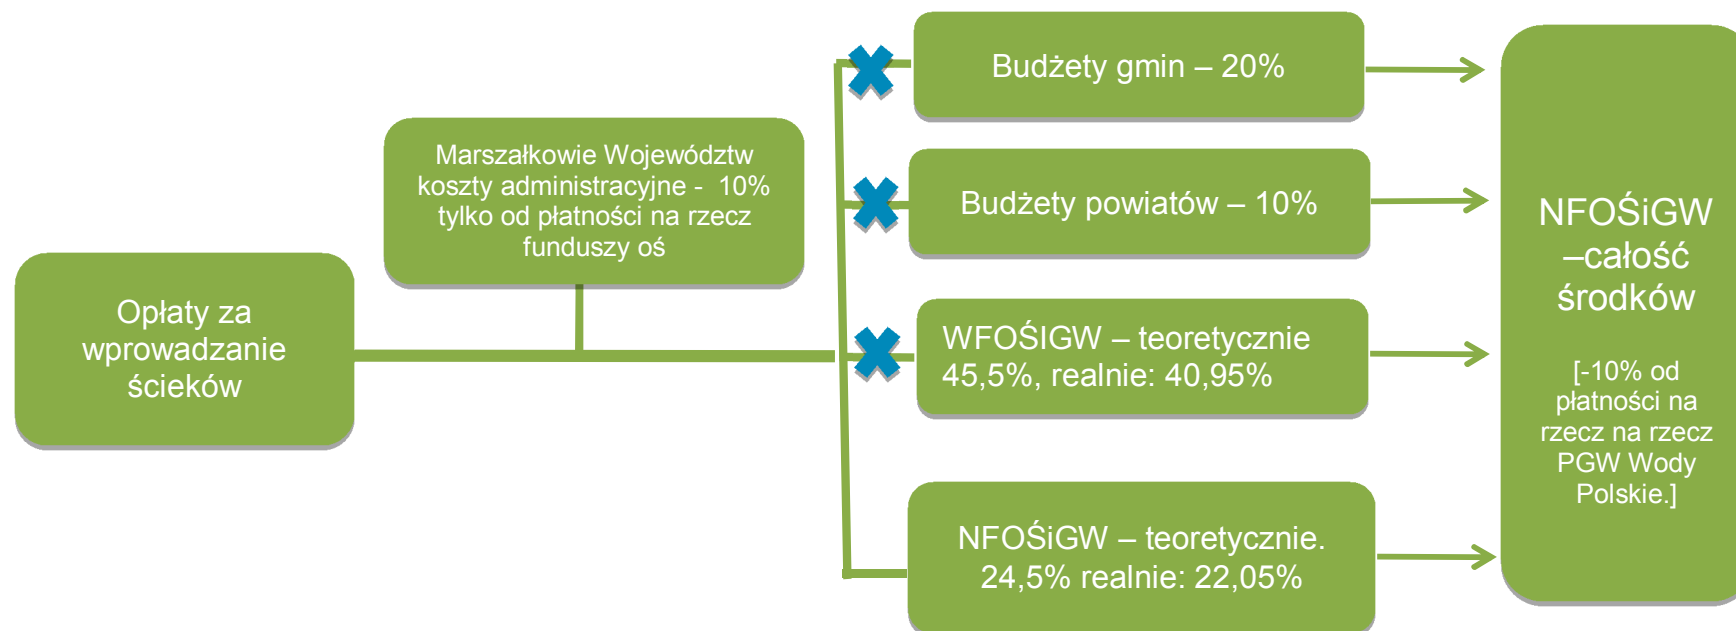 Opłaty za
wprowadzanie
ścieków
Marszałkowie Województw
koszty administracyjne - 10%
tylko od płatności na rzecz
funduszy oś
Budżety gmin – 20%
Budżety powiatów – 10%
WFOŚIGW – teoretycznie
45,5%, realnie: 40,95%
NFOŚiGW – teoretycznie.
24,5% realnie: 22,05%
NFOŚiGW
–całość
środków
[-10% od
płatności na
rzecz na rzecz
PGW Wody
Polskie.]